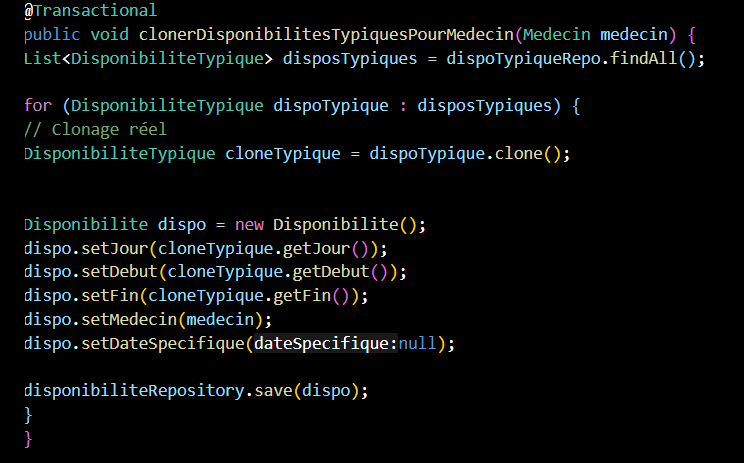 @Transactional
public void clonerDisponibilitesTypiquesPourMedecin(Medecin medecin) {
List<DisponibiliteTypique> disposTypiques = dispoTypiqueRepo.findAll();
for (DisponibiliteTypique dispoTypique : disposTypiques) {
// Clonage réel
DisponibiliteTypique cloneTypique = dispoTypique.clone();
Disponibilite dispo = new Disponibilite();
dispo.setJour(cloneTypique.getJour());
dispo.setDebut(cloneTypique.getDebut());
dispo.setFin(cloneTypique.getFin());
dispo.setMedecin(medecin);
dispo.setDateSpecifique(dateSpecifique:null);
disponibiliteRepository.save(dispo);
}
}